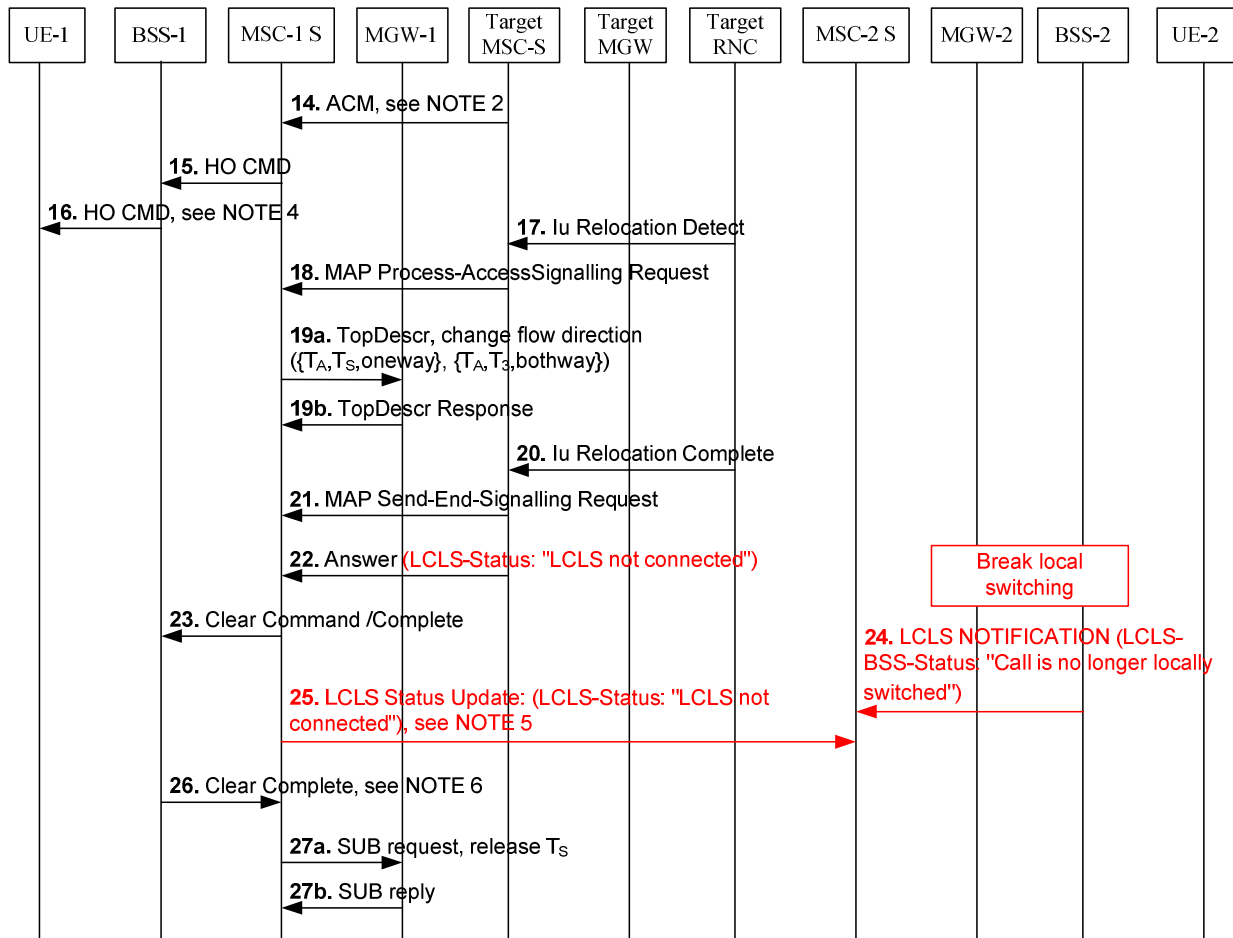 UE-1
BSS-1
MSC-1 S
MGW-1
Target
MSC-S
Target
MGW
Target
RNC
MSC-2 S
MGW-2
BSS-2
UE-2
14. ACM, see NOTE 2
15. HO CMD
16. HO CMD, see NOTE 4
17. Iu Relocation Detect
18. MAP Process-AccessSignalling Request
19a. TopDescr, change flow direction
({TA,TS,oneway}, {TA,T3,bothway})
19b. TopDescr Response
20. Iu Relocation Complete
21. MAP Send-End-Signalling Request
22. Answer (LCLS-Status: "LCLS not connected")
Break local
switching
23. Clear Command /Complete
24. LCLS NOTIFICATION (LCLS-
BSS-Status: "Call is no longer locally
switched")
25. LCLS Status Update: (LCLS-Status: "LCLS not
connected"), see NOTE 5
26. Clear Complete, see NOTE 6
27a. SUB request, release TS
27b. SUB reply